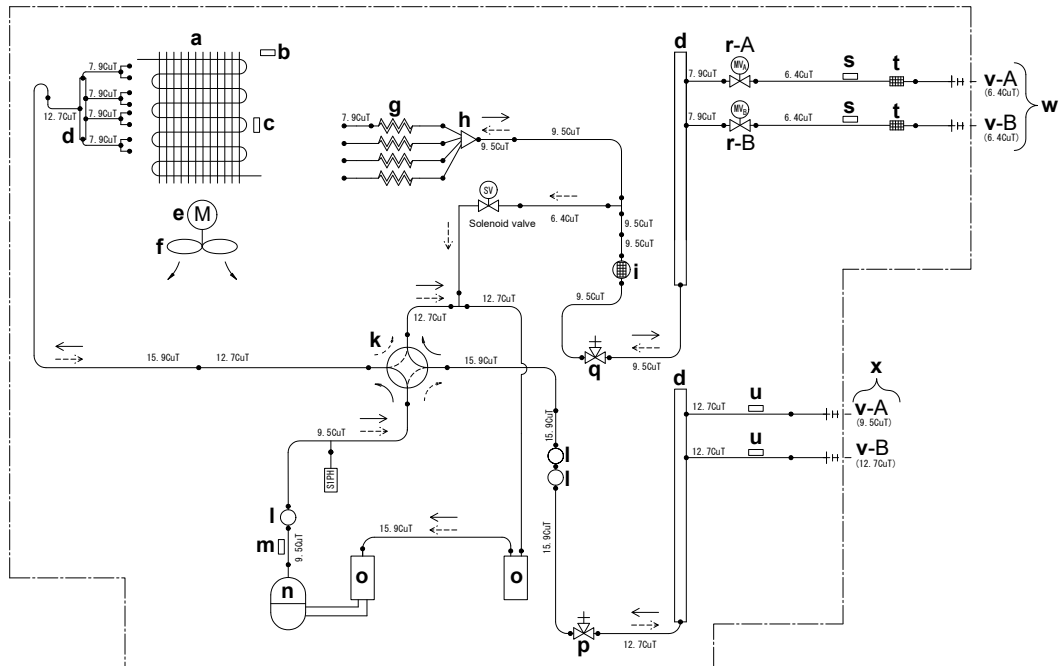 a
b
7.9CuT
7.9CuT
7.9CuT
7.9CuT
12.7CuT
d
c
e
M
f
g
7.9CuT
h
9.5CuT
9.5CuT
SV
Solenoid valve
6.4CuT
9.5CuT
9.5CuT
i
9.5CuT
q
9.5CuT
d
r-A
7.9CuT
MVA
6.4CuT
s
t
v-A
(6.4CuT)
w
7.9CuT
MVB
r-B
6.4CuT
s
t
v-B
(6.4CuT)
12.7CuT
12.7CuT
k
15.9CuT
12.7CuT
15.9CuT
9.5CuT
S1PH
l
m
9.5CuT
n
o
15.9CuT
o
15.9CuT
l
l
15.9CuT
p
12.7CuT
d
12.7CuT
u
x
v-A
(9.5CuT)
12.7CuT
u
v-B
(12.7CuT)